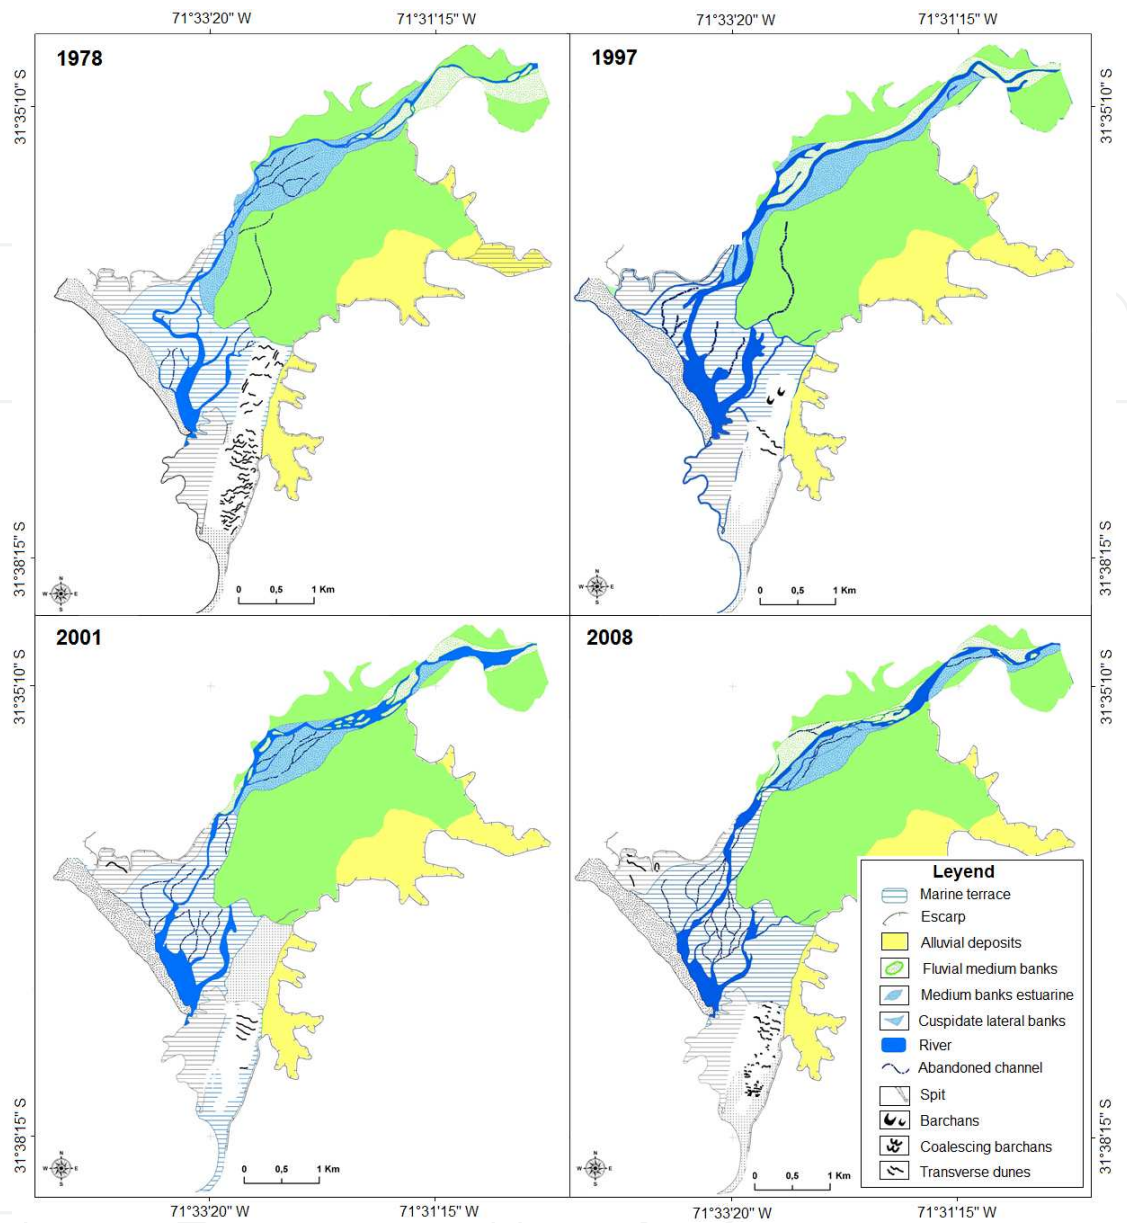 71°33'20" W 71°31'15" W 71°33'20" W 71°31'15" W
1978
1997
31°35'10" S
31°35'10" S
31°38'15" S
31°38'15" S
N
W E
S
0 0,5 1 Km
N
W E
S
0 0,5 1 Km
2001
2008
31°35'10" S
31°35'10" S
Leyend
Marine terrace
Escarp
Alluvial deposits
Fluvial medium banks
Medium banks estuarine
Cuspidate lateral banks
River
Abandoned channel
Spit
Barchans
Coalescing barchans
Transverse dunes
31°38'15" S
31°38'15" S
N
W E
S
0 0,5 1 Km
N
W E
S
0 0,5 1 Km
71°33'20" W 71°31'15" W 71°33'20" W 71°31'15" W